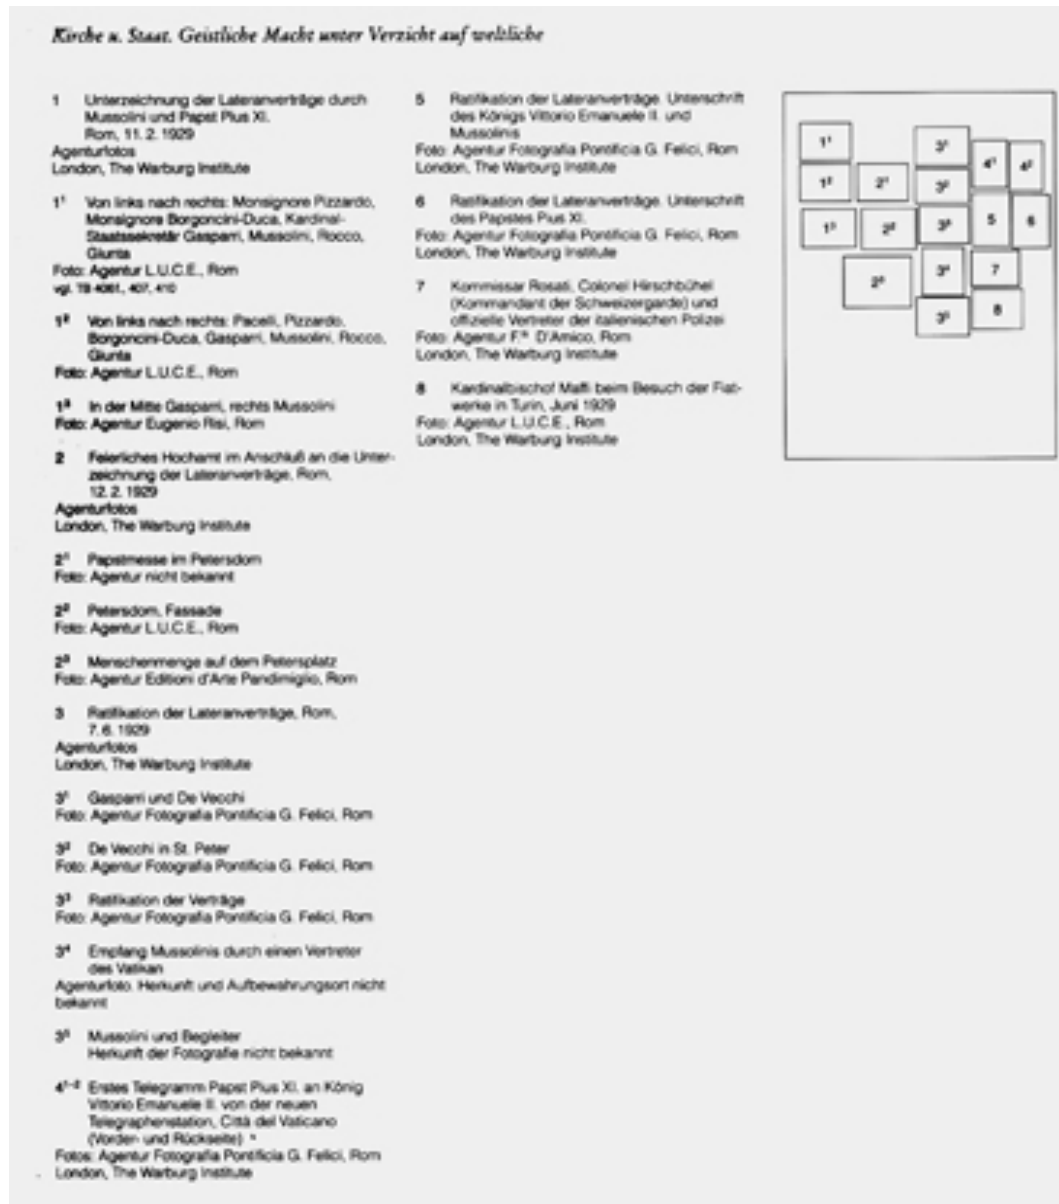 Kirche u. Staat. Geistliche Macht unter Verzicht auf weltliche
1 Unterzeichnung der Lateranverträge durch
Mussolini und Papst Pius XI.
Rom, 11. 2. 1929
Agenturfotos
London, The Warburg Institute
1¹ Von links nach rechts: Monsignore Pizzardo,
Monsignore Borgoncini-Duca, Kardinal-
Staatssekretär Gasparri, Mussolini, Rocco,
Giunta
Foto: Agentur L.U.C.E., Rom
vgl. TB 4061, 407, 410
1² Von links nach rechts: Pacelli, Pizzardo,
Borgoncini-Duca, Gasparri, Mussolini, Rocco,
Giunta
Foto: Agentur L.U.C.E., Rom
1³ In der Mitte Gasparri, rechts Mussolini
Foto: Agentur Eugenio Risi, Rom
2 Feierliches Hochamt im Anschluß an die Unter-
zeichnung der Lateranverträge, Rom,
12. 2. 1929
Agenturfotos
London, The Warburg Institute
2¹ Papstmesse im Petersdom
Foto: Agentur nicht bekannt
2² Petersdom, Fassade
Foto: Agentur L.U.C.E., Rom
2³ Menschenmenge auf dem Petersplatz
Foto: Agentur Editioni d'Arte Pandimiglio, Rom
3 Ratifikation der Lateranverträge, Rom,
7. 6. 1929
Agenturfotos
London, The Warburg Institute
3¹ Gasparri und De Vecchi
Foto: Agentur Fotografia Pontificia G. Felici, Rom
3² De Vecchi in St. Peter
Foto: Agentur Fotografia Pontificia G. Felici, Rom
3³ Ratifikation der Verträge
Foto: Agentur Fotografia Pontificia G. Felici, Rom
3⁴ Empfang Mussolinis durch einen Vertreter
des Vatikan
Agenturfoto. Herkunft und Aufbewahrungsort nicht
bekannt
3⁵ Mussolini und Begleiter
Herkunft der Fotografie nicht bekannt
4¹⁻² Erstes Telegramm Papst Pius XI. an König
Vittorio Emanuele II. von der neuen
Telegraphenstation, Città del Vaticano
(Vorder- und Rückseite)
Fotos: Agentur Fotografia Pontificia G. Felici, Rom
London, The Warburg Institute
5 Ratifikation der Lateranverträge. Unterschrift
des Königs Vittorio Emanuele II. und
Mussolinis
Foto: Agentur Fotografia Pontificia G. Felici, Rom
London, The Warburg Institute
6 Ratifikation der Lateranverträge. Unterschrift
des Papstes Pius XI.
Foto: Agentur Fotografia Pontificia G. Felici, Rom
London, The Warburg Institute
7 Kommissar Rosati, Colonel Hirschbühel
(Kommandant der Schweizergarde) und
offizielle Vertreter der italienischen Polizei
Foto: Agentur D'Amico, Rom
London, The Warburg Institute
8 Kardinalbischof Maffi beim Besuch der Fiat-
werke in Turin, Juni 1929
Foto: Agentur L.U.C.E., Rom
London, The Warburg Institute
1¹ 3¹ 4¹ 4²
1² 2¹ 3²
1³ 2² 3³ 5 6
2³ 3⁴ 7
3⁵ 8